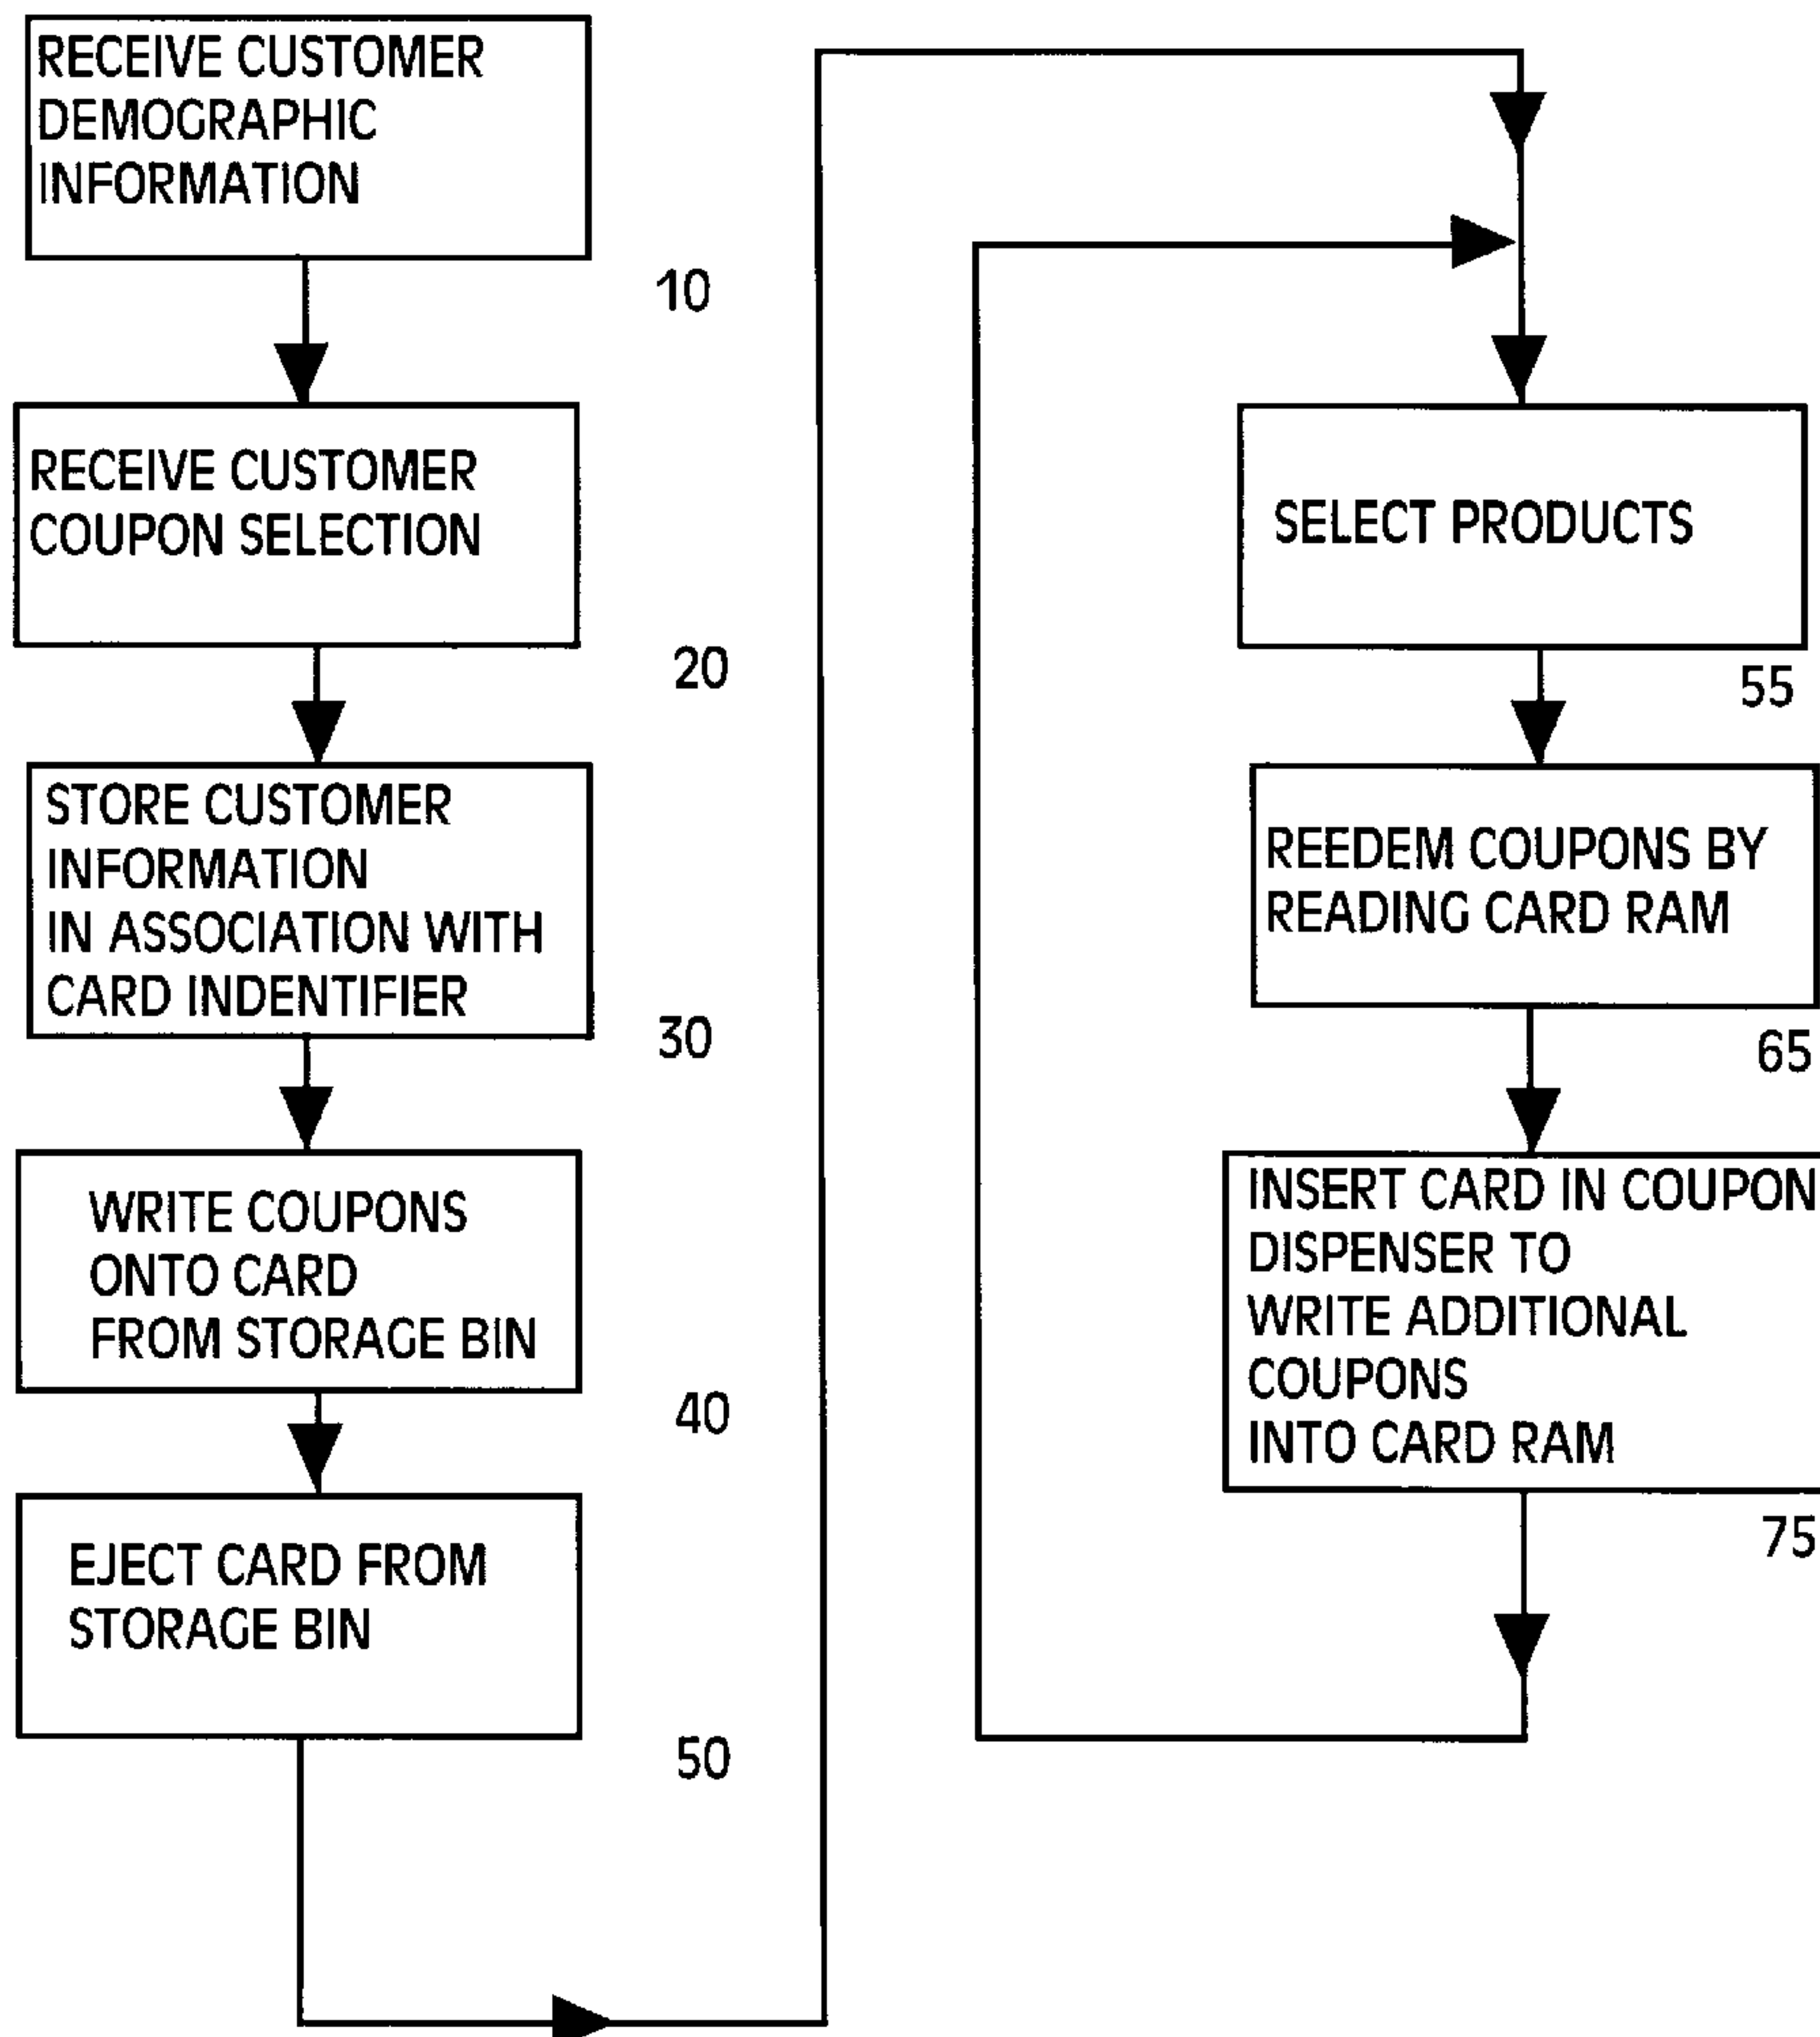 RECEIVE CUSTOMER
DEMOGRAPHIC
INFORMATION
10
RECEIVE CUSTOMER
COUPON SELECTION
20
STORE CUSTOMER
INFORMATION
IN ASSOCIATION WITH
CARD INDENTIFIER
30
WRITE COUPONS
ONTO CARD
FROM STORAGE BIN
40
EJECT CARD FROM
STORAGE BIN
50
SELECT PRODUCTS
55
REEDEM COUPONS BY
READING CARD RAM
65
INSERT CARD IN COUPON
DISPENSER TO
WRITE ADDITIONAL
COUPONS
INTO CARD RAM
75